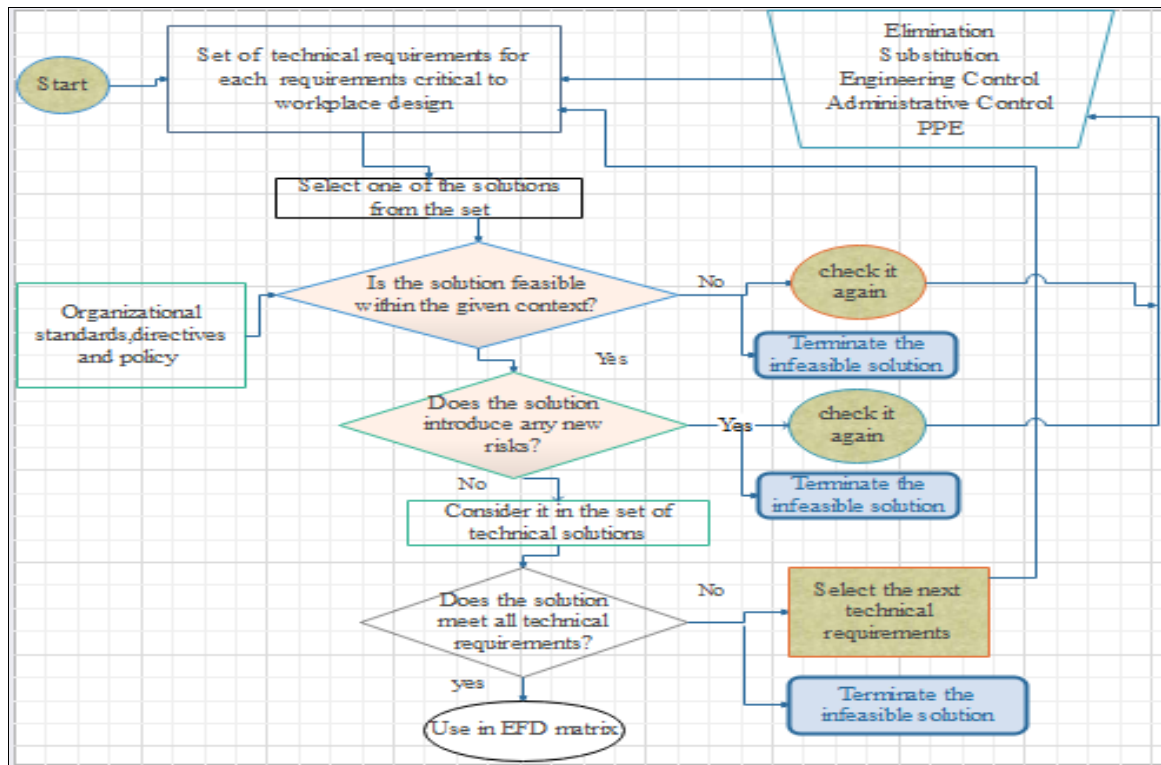 Start
Set of technical requirements for
each requirements critical to
workplace design
Elimination
Substitution
Engineering Control
Administrative Control
PPE
Select one of the solutions
from the set
Organizational
standards,directives
and policy
Is the solution feasible
within the given context?
No
check it
again
Terminate the
infeasible solution
Yes
Does the solution
introduce any new
risks?
Yes
check it
again
Terminate the
infeasible solution
No
Consider it in the set of
technical solutions
Does the solution
meet all technical
requirements?
No
Select the next
technical
requirements
Terminate the
infeasible solution
yes
Use in EFD matrix